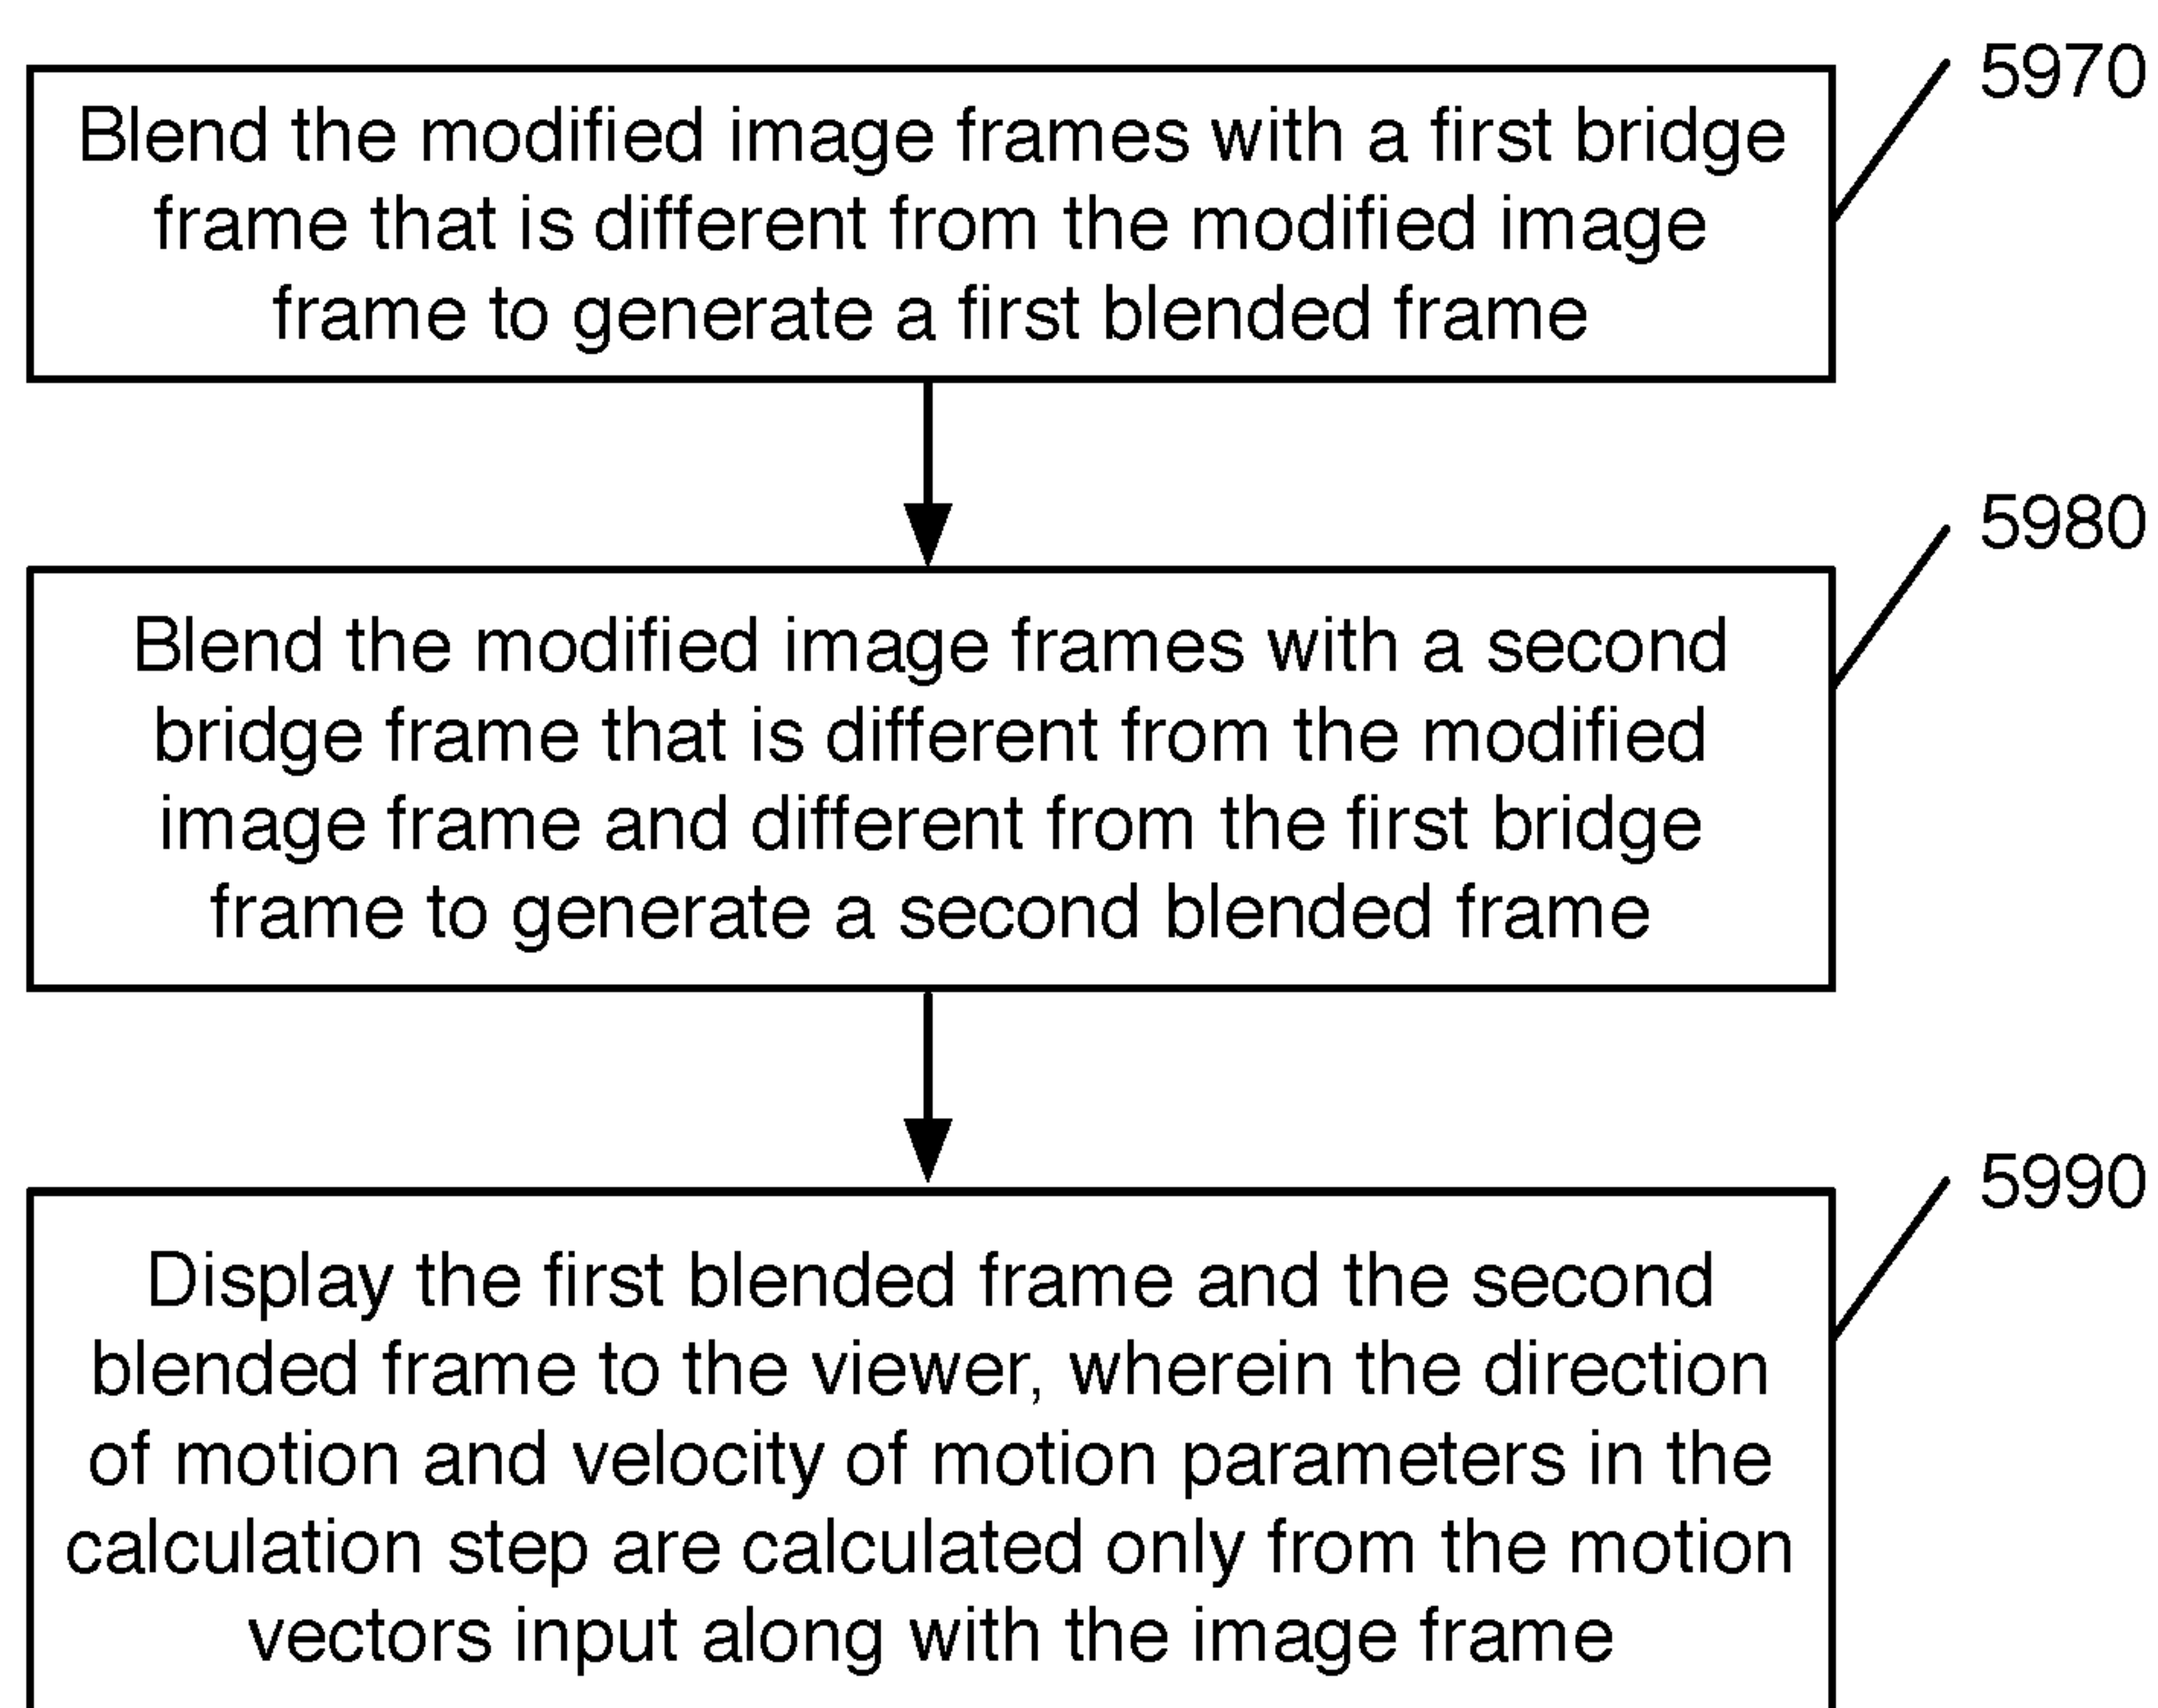 5970
Blend the modified image frames with a first bridge
frame that is different from the modified image
frame to generate a first blended frame
5980
Blend the modified image frames with a second
bridge frame that is different from the modified
image frame and different from the first bridge
frame to generate a second blended frame
5990
Display the first blended frame and the second
blended frame to the viewer, wherein the direction
of motion and velocity of motion parameters in the
calculation step are calculated only from the motion
vectors input along with the image frame